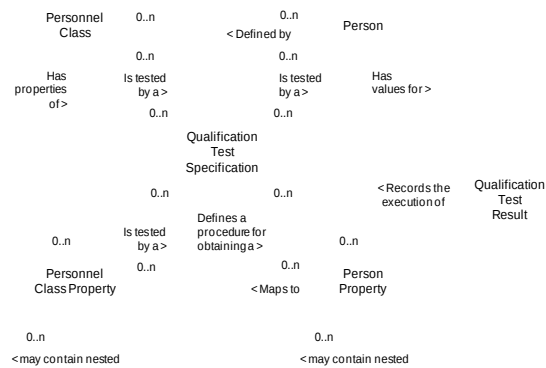 Personnel
Class
0..n
0..n
< Defined by
Person
0..n
0..n
Has
properties
of >
Is tested
by a >
Is tested
by a >
Has
values for >
0..n
0..n
Qualification
Test
Specification
0..n
0..n
< Records the
execution of
Qualification
Test
Result
Is tested
by a >
Defines a
procedure for
obtaining a >
0..n
0..n
0..n
0..n
Personnel
Class Property
< Maps to
Person
Property
0..n
0..n
< may contain nested
< may contain nested